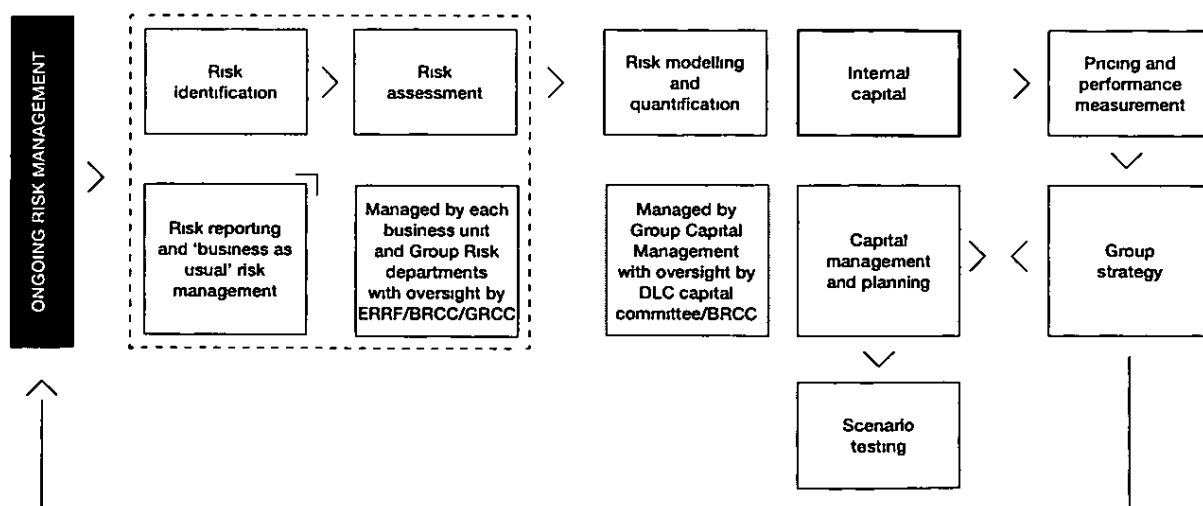 ONGOING RISK MANAGEMENT
Risk
identification
Risk
assessment
Risk modelling
and
quantification
Internal
capital
Pricing and
performance
measurement
Risk reporting
and 'business as
usual' risk
management
Managed by each
business unit
and Group Risk
departments
with oversight by
ERRF/BRCC/GRCC
Managed by
Group Capital
Management
with oversight by
DLC capital
committee/BRCC
Capital
management
and planning
Group
strategy
Scenario
testing